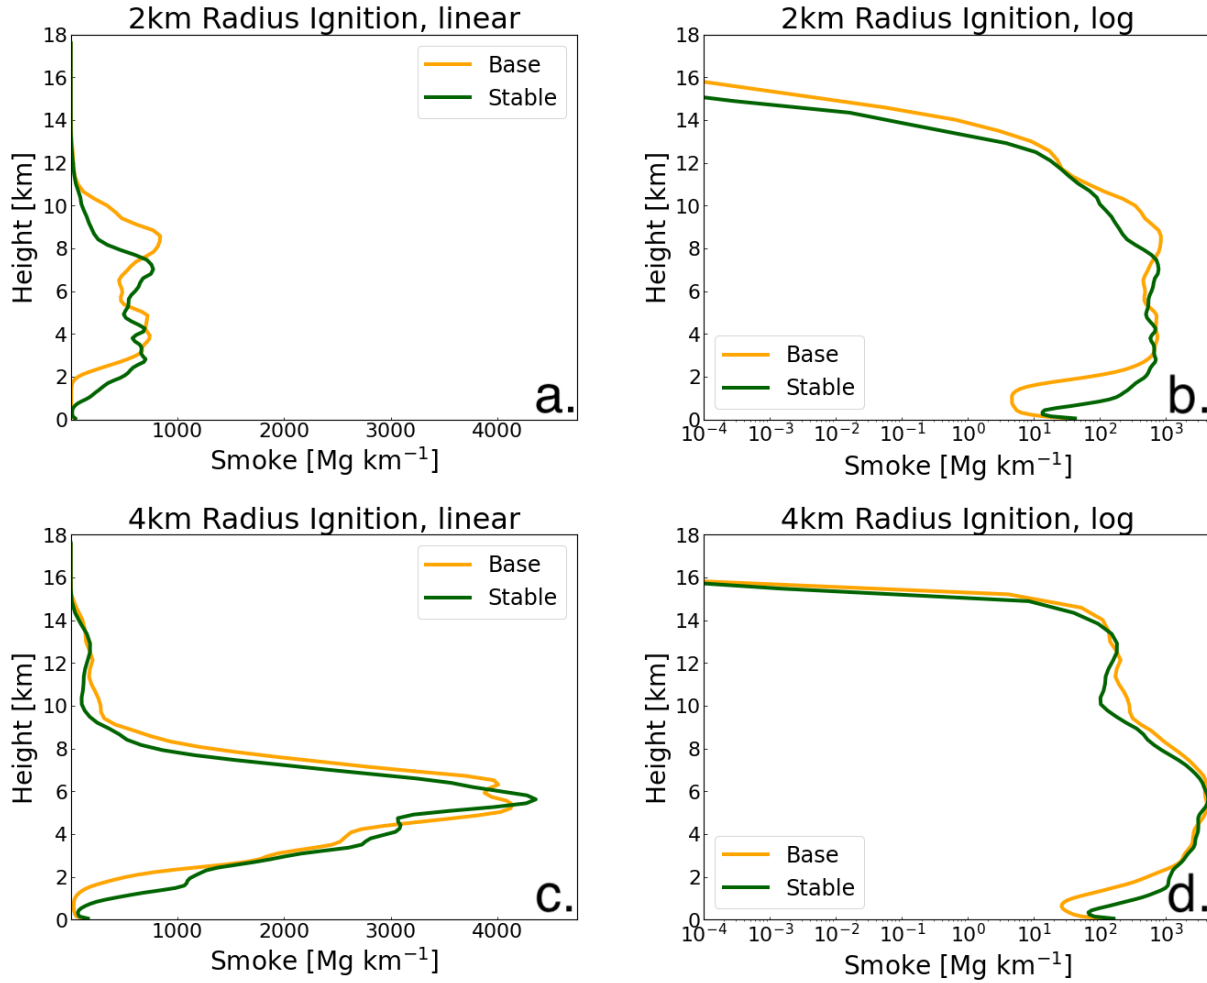 2km Radius Ignition, linear
18
16
14
12
10
8
6
4
2
0
Height [km]
Base
Stable
a.
1000
2000
3000
4000
Smoke [Mg km⁻¹]
2km Radius Ignition, log
18
16
14
12
10
8
6
4
2
0
Height [km]
Base
Stable
b.
10⁻⁴
10⁻³
10⁻²
10⁻¹
10⁰
10¹
10²
10³
Smoke [Mg km⁻¹]
4km Radius Ignition, linear
18
16
14
12
10
8
6
4
2
0
Height [km]
Base
Stable
c.
1000
2000
3000
4000
Smoke [Mg km⁻¹]
4km Radius Ignition, log
18
16
14
12
10
8
6
4
2
0
Height [km]
Base
Stable
d.
10⁻⁴
10⁻³
10⁻²
10⁻¹
10⁰
10¹
10²
10³
Smoke [Mg km⁻¹]